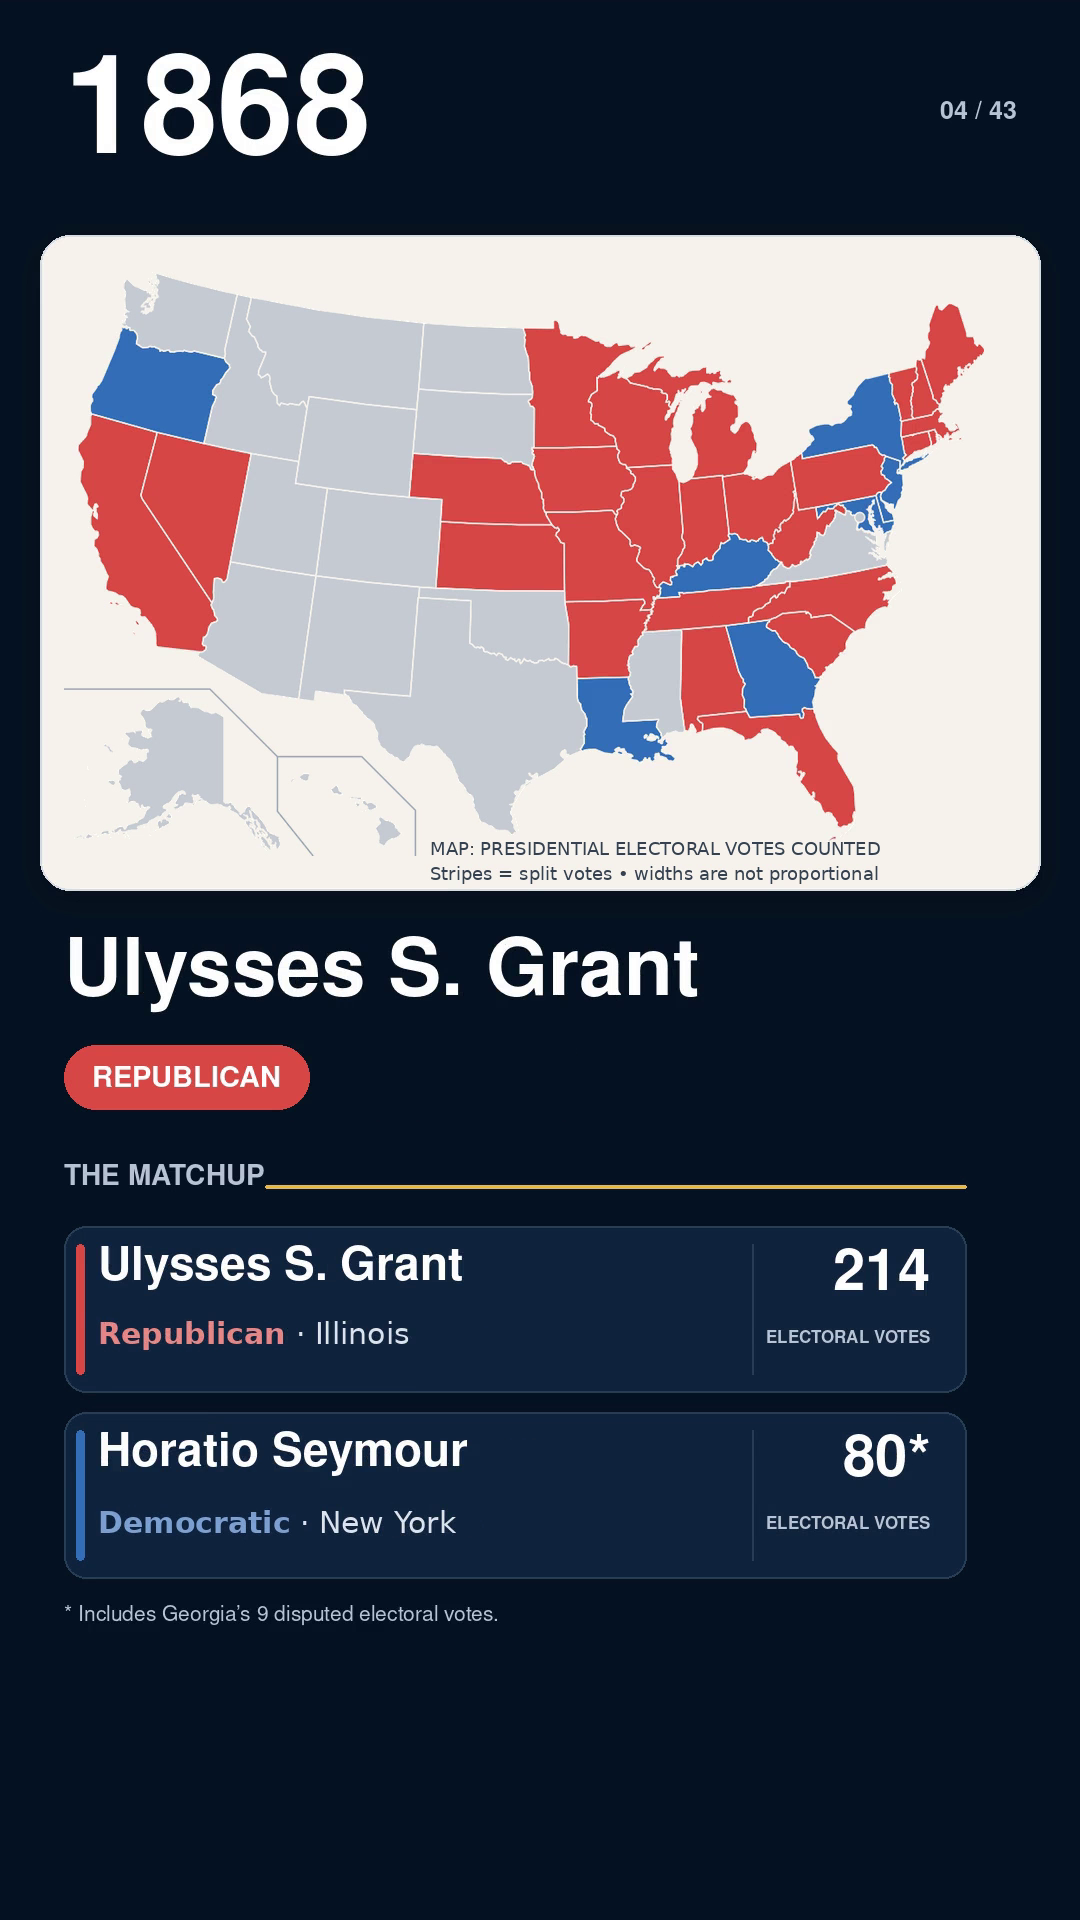 1868
04 / 43
MAP: PRESIDENTIAL ELECTORAL VOTES COUNTED
Stripes = split votes • widths are not proportional
Ulysses S. Grant
REPUBLICAN
THE MATCHUP
Ulysses S. Grant
214
Republican · Illinois
ELECTORAL VOTES
Horatio Seymour
80*
Democratic · New York
ELECTORAL VOTES
* Includes Georgia’s 9 disputed electoral votes.